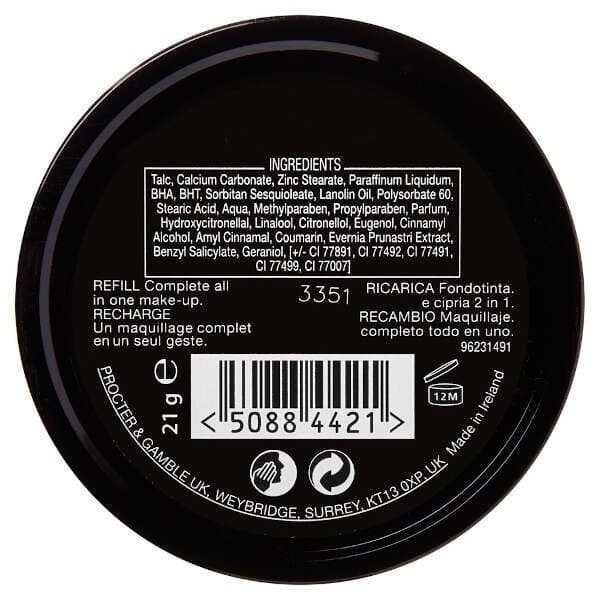 INGREDIENTS
Talc, Calcium Carbonate, Zinc Stearate, Paraffinum Liquidum,
BHA, BHT, Sorbitan Sesquioleate, Lanolin Oil, Polysorbate 60,
Stearic Acid, Aqua, Methylparaben, Propylparaben, Parfum,
Hydroxycitronellal, Linalool, Citronellol, Eugenol, Cinnamyl
Alcohol, Amyl Cinnamal, Coumarin, Evernia Prunastri Extract,
Benzyl Salicylate, Geraniol, [+/- CI 77891, CI 77492, CI 77491,
CI 77499, CI 77007]
REFILL Complete all
in one make-up.
RECHARGE
Un maquillage complet
en un seul geste.
3351
RICARICA Fondotinta.
e cipria 2 in 1.
RECAMBIO Maquillaje.
completo todo en uno.
96231491
21 g e
< 5088 4421 >
12M
PROCTER & GAMBLE UK, WEYBRIDGE, SURREY, KT13 0XP, UK Made in Ireland